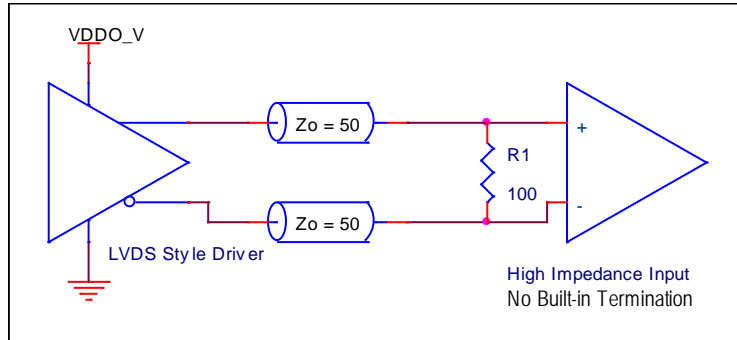 VDDO_V
Zo = 50
+
R1
100
-
Zo = 50
LVDS Style Driver
High Impedance Input
No Built-in Termination